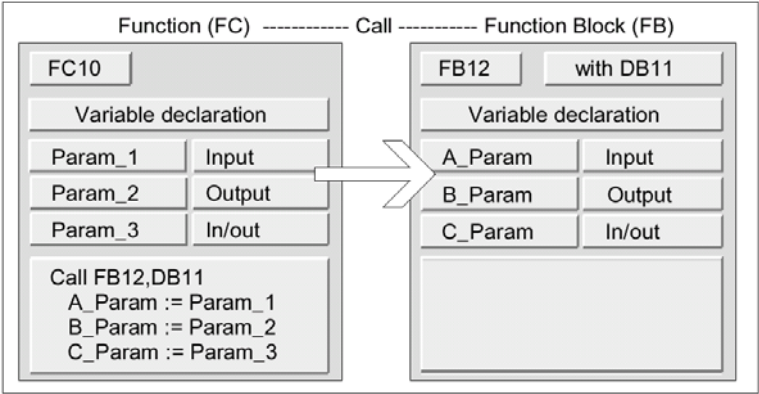 Function (FC) ------------ Call ----------- Function Block (FB)
FC10
Variable declaration
Param_1 Input
Param_2 Output
Param_3 In/out
Call FB12,DB11
A_Param := Param_1
B_Param := Param_2
C_Param := Param_3
FB12 with DB11
Variable declaration
A_Param Input
B_Param Output
C_Param In/out